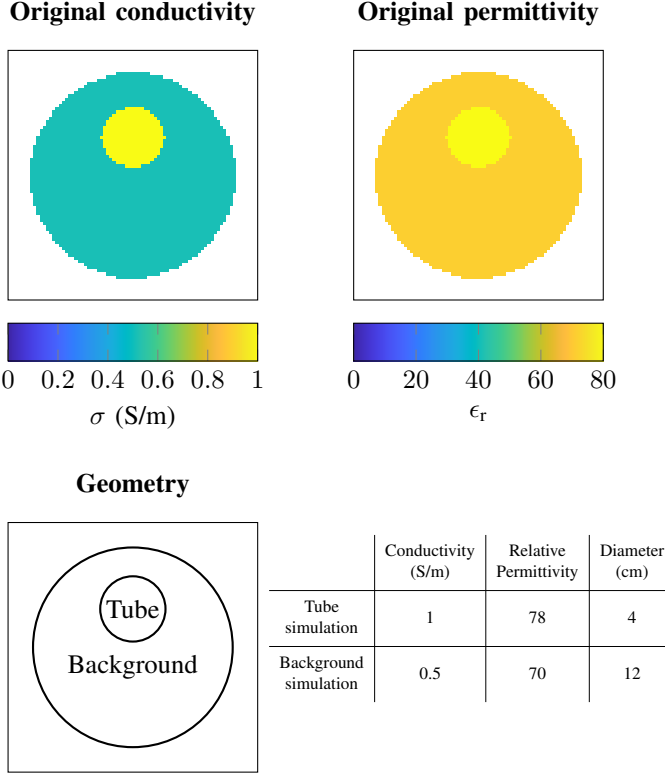 Original conductivity
Original permittivity
0 0.2 0.4 0.6 0.8 1
σ (S/m)
0 20 40 60 80
ϵr
Geometry
Tube
Background
Conductivity (S/m) Relative Permittivity Diameter (cm)
Tube simulation 1 78 4
Background simulation 0.5 70 12